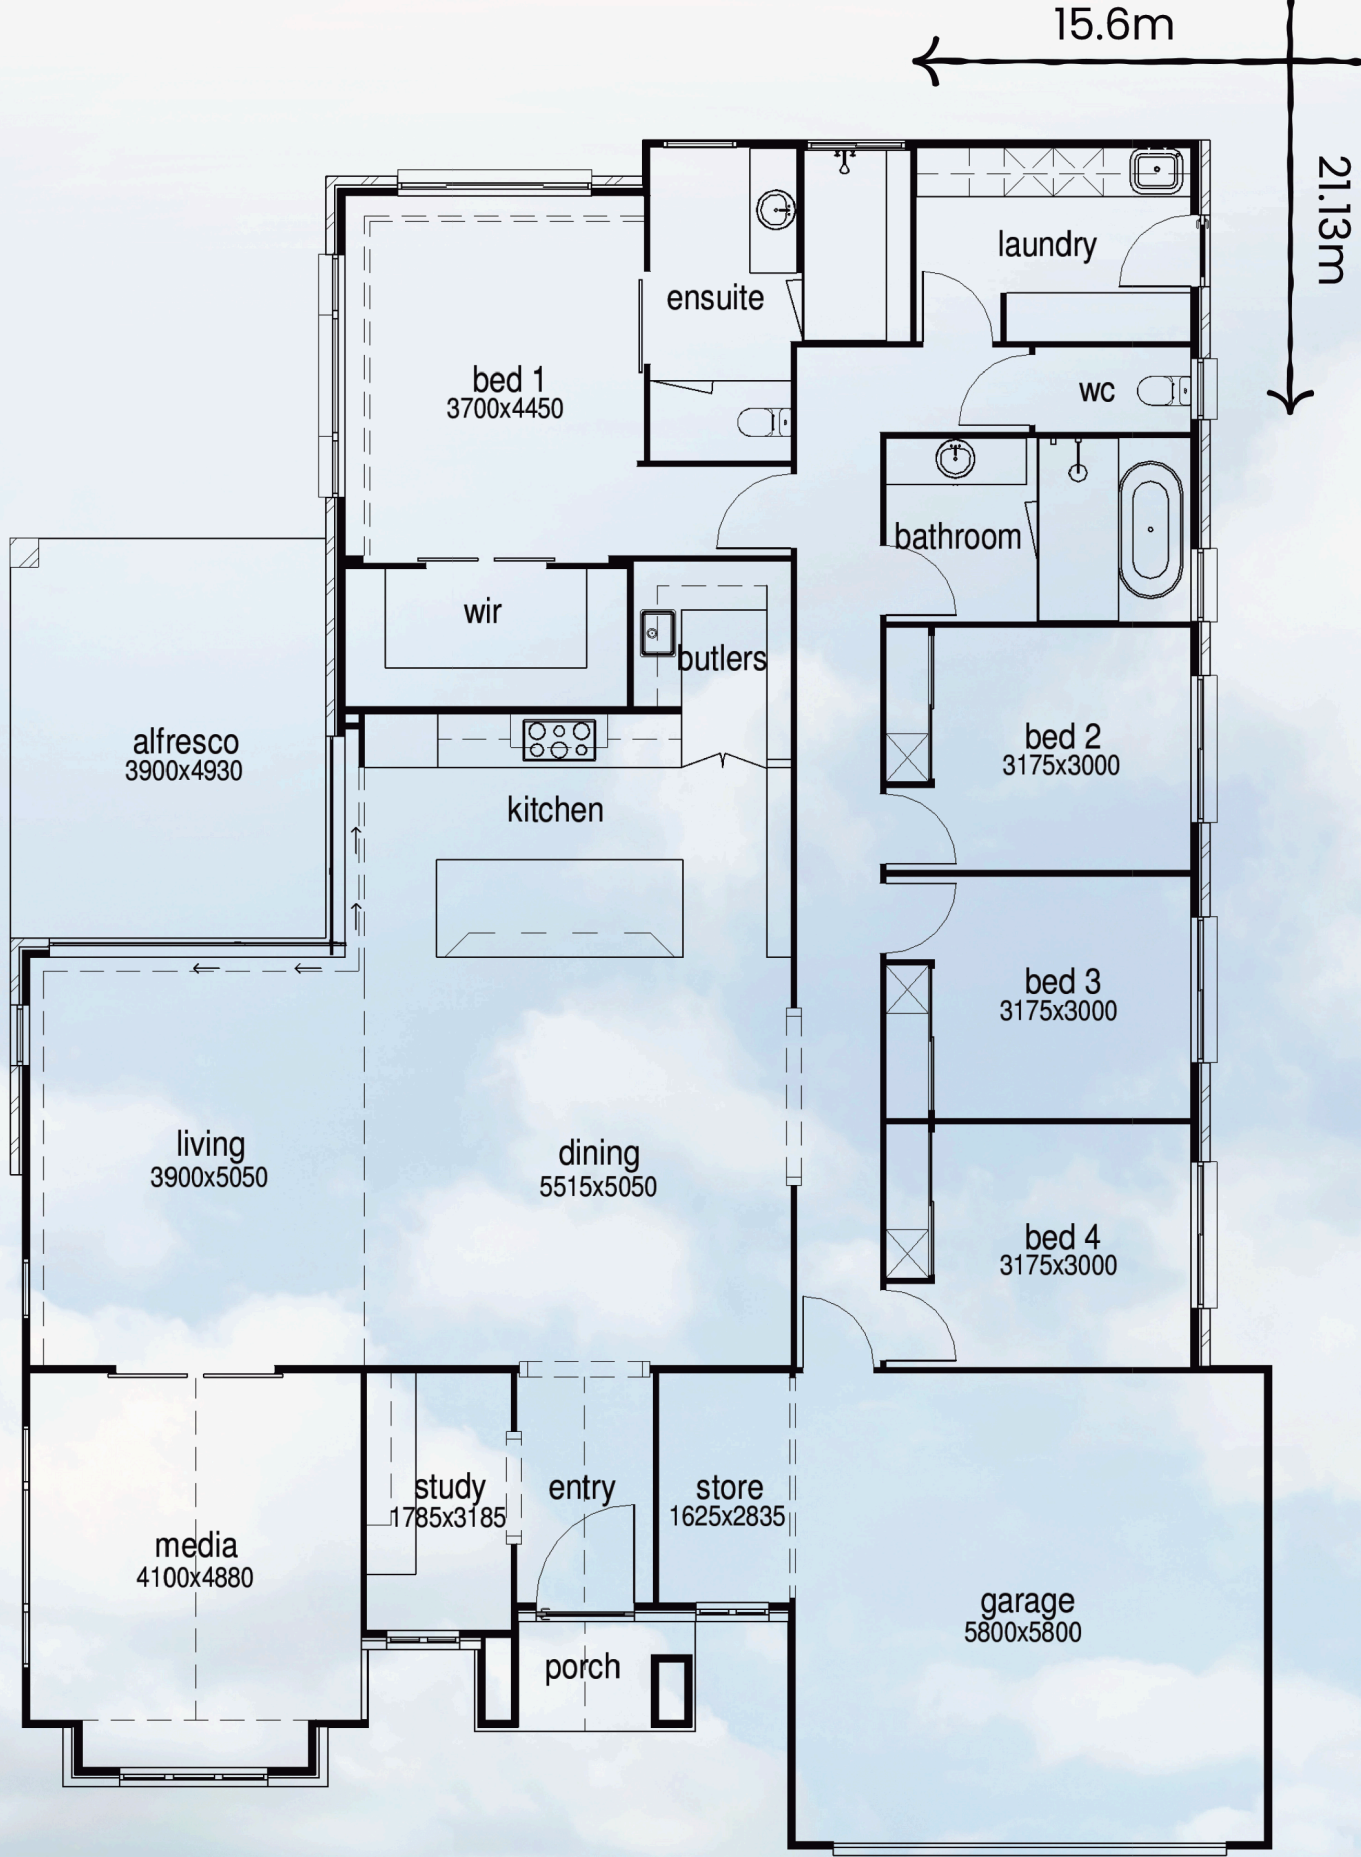 15.6m
21.13m
laundry
ensuite
bed 1
3700x4450
wc
bathroom
wir
butlers
alfresco
3900x4930
bed 2
3175x3000
kitchen
bed 3
3175x3000
living
3900x5050
dining
5515x5050
bed 4
3175x3000
study
1785x3185
entry
store
1625x2835
media
4100x4880
garage
5800x5800
porch